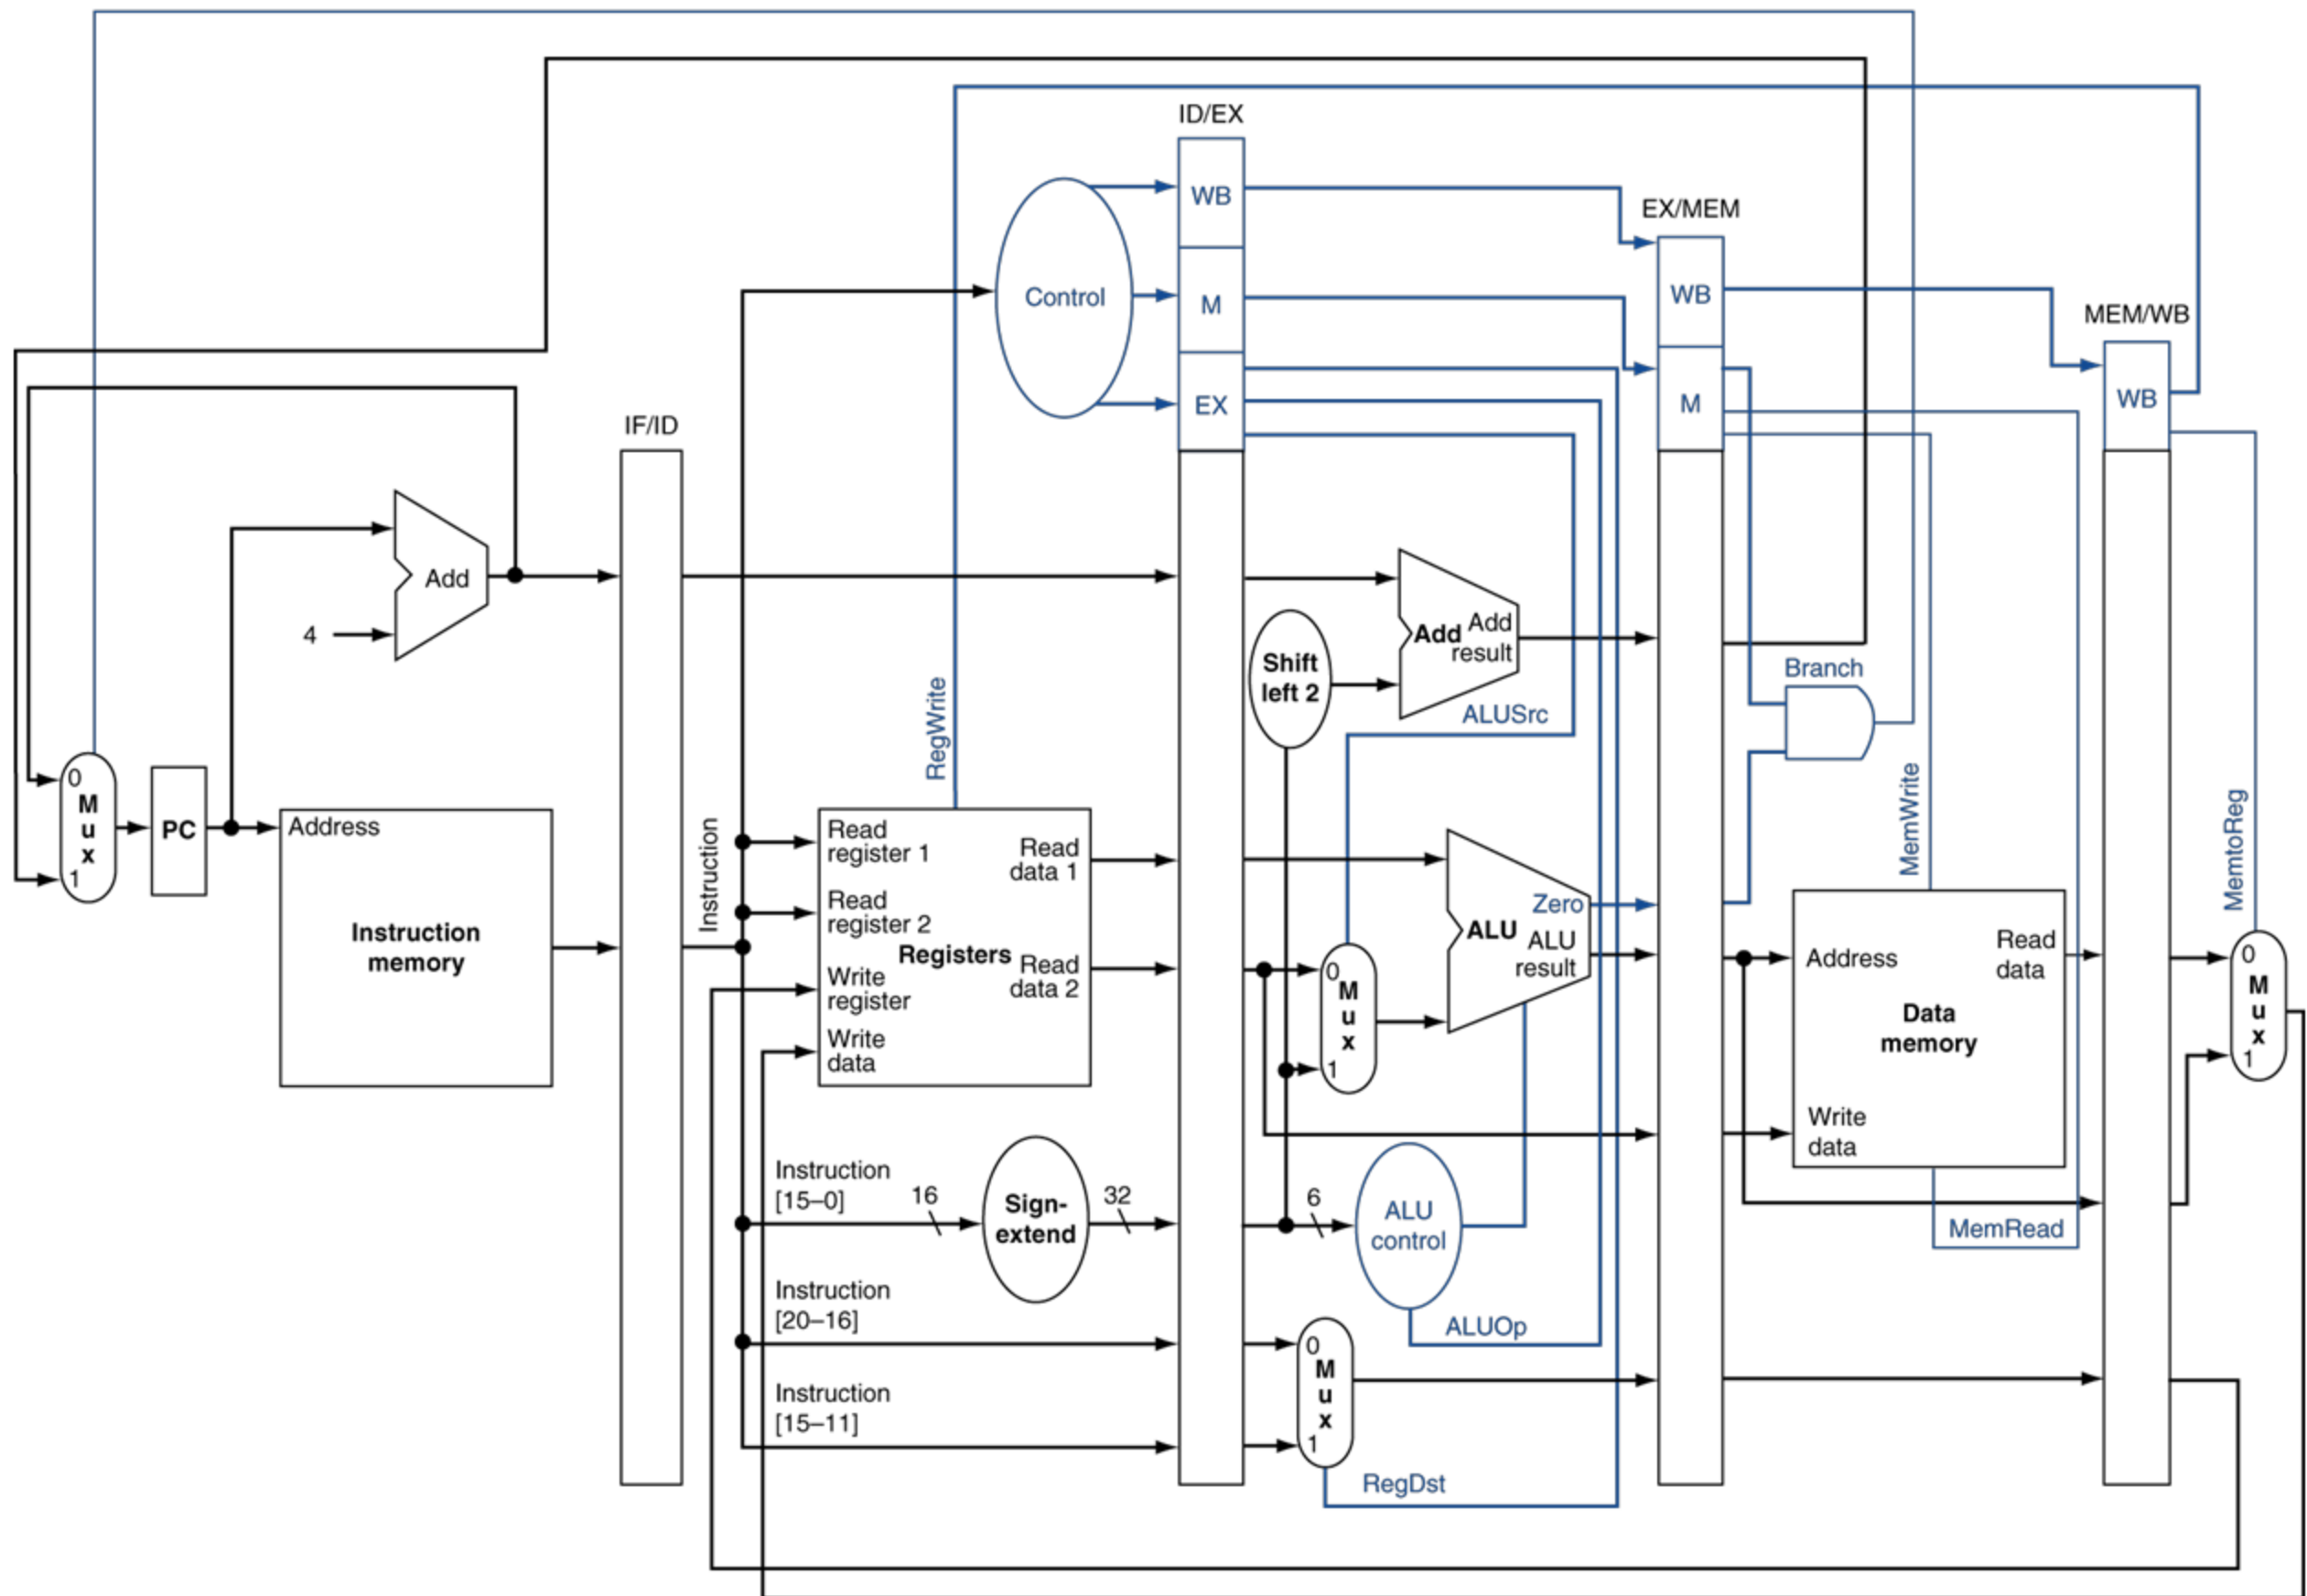 ID/EX
WB
EX/MEM
Control
M
WB
MEM/WB
EX
M
WB
IF/ID
Add
4
Add
Add
result
Shift
left 2
Branch
ALUSrc
RegWrite
MemWrite
MemtoReg
0
M
u
x
1
PC
Address
Instruction
memory
Instruction
Read
register 1
Read
register 2
Write
register
Write
data
Registers
Read
data 1
Read
data 2
0
M
u
x
1
Zero
ALU
ALU
result
Address
Read
data
Data
memory
Write
data
0
M
u
x
1
Instruction
[15–0]
16
Sign-
extend
32
6
ALU
control
MemRead
Instruction
[20–16]
ALUOp
0
M
u
x
1
Instruction
[15–11]
RegDst